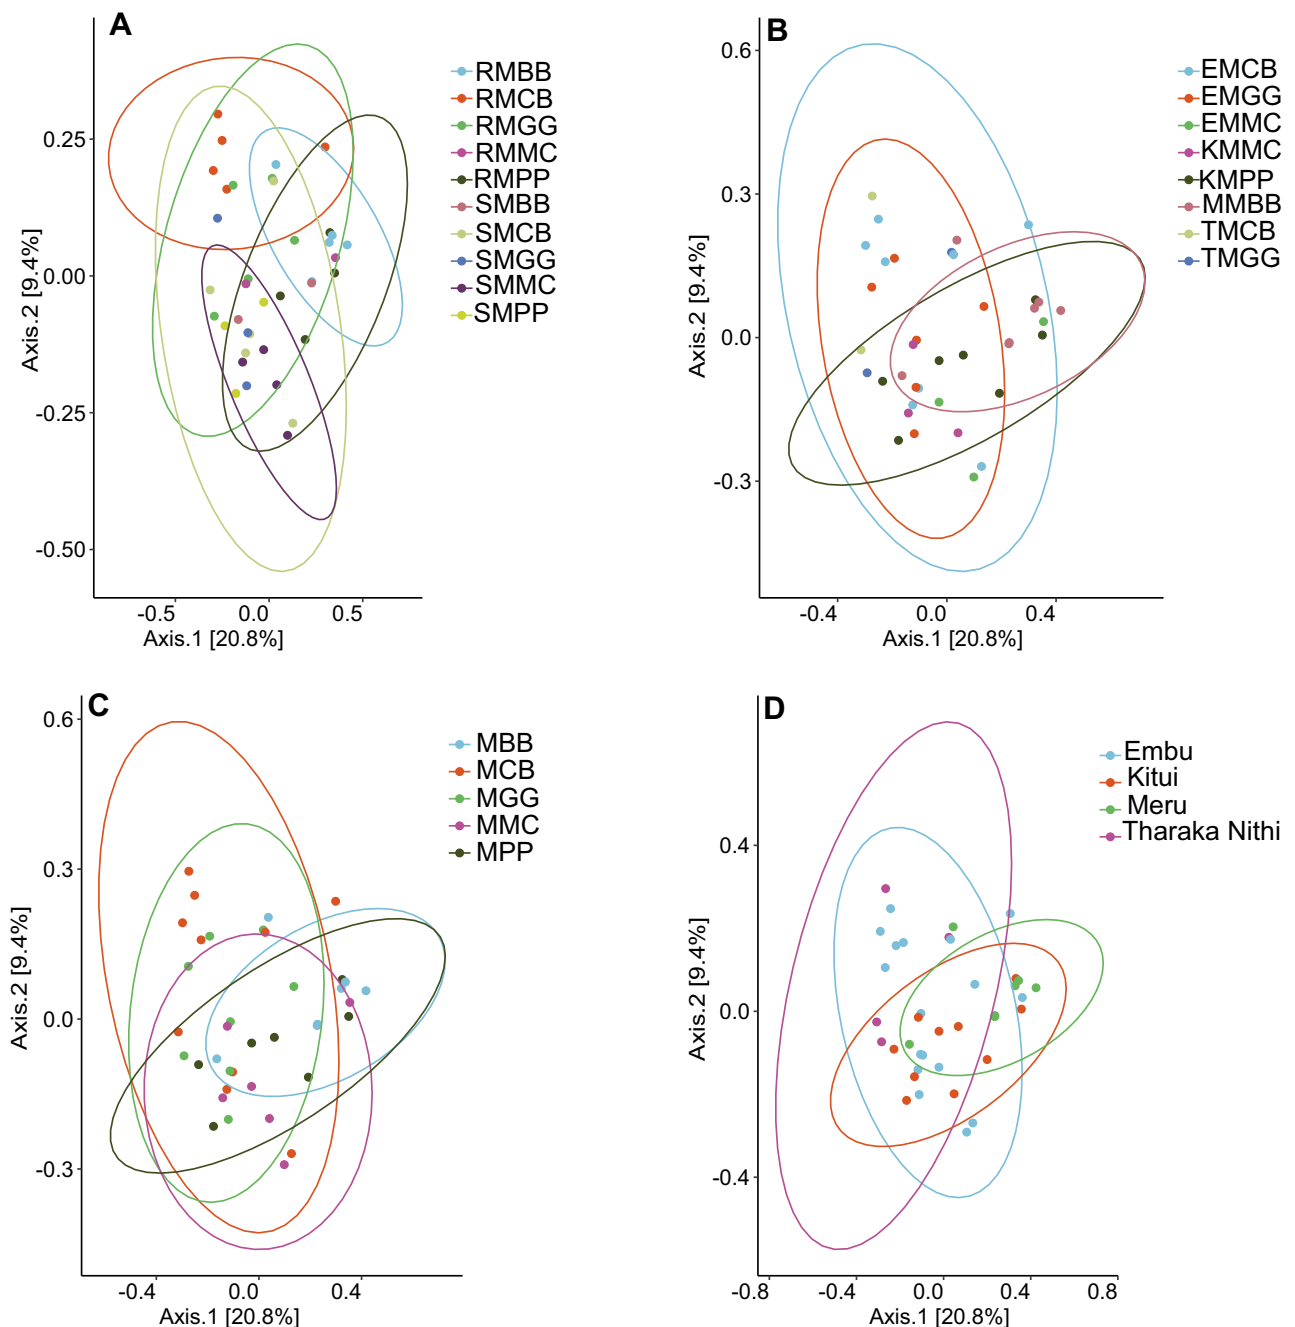 A
RMBB
RMCB
RMGG
RMMC
RMPP
SMBB
SMCB
SMGG
SMMC
SMPP
0.25
0.00
-0.25
-0.50
Axis.2 [9.4%]
-0.5 0.0 0.5
Axis.1 [20.8%]
B
EMCB
EMGG
EMMC
KMMC
KMPP
MMBB
TMCB
TMGG
0.6
0.3
0.0
-0.3
Axis.2 [9.4%]
-0.4 0.0 0.4
Axis.1 [20.8%]
C
MBB
MCB
MGG
MMC
MPP
0.6
0.3
0.0
-0.3
Axis.2 [9.4%]
-0.4 0.0 0.4
Axis.1 [20.8%]
D
Embu
Kitui
Meru
Tharaka Nithi
0.4
0.0
-0.4
Axis.2 [9.4%]
-0.8 -0.4 0.0 0.4 0.8
Axis.1 [20.8%]